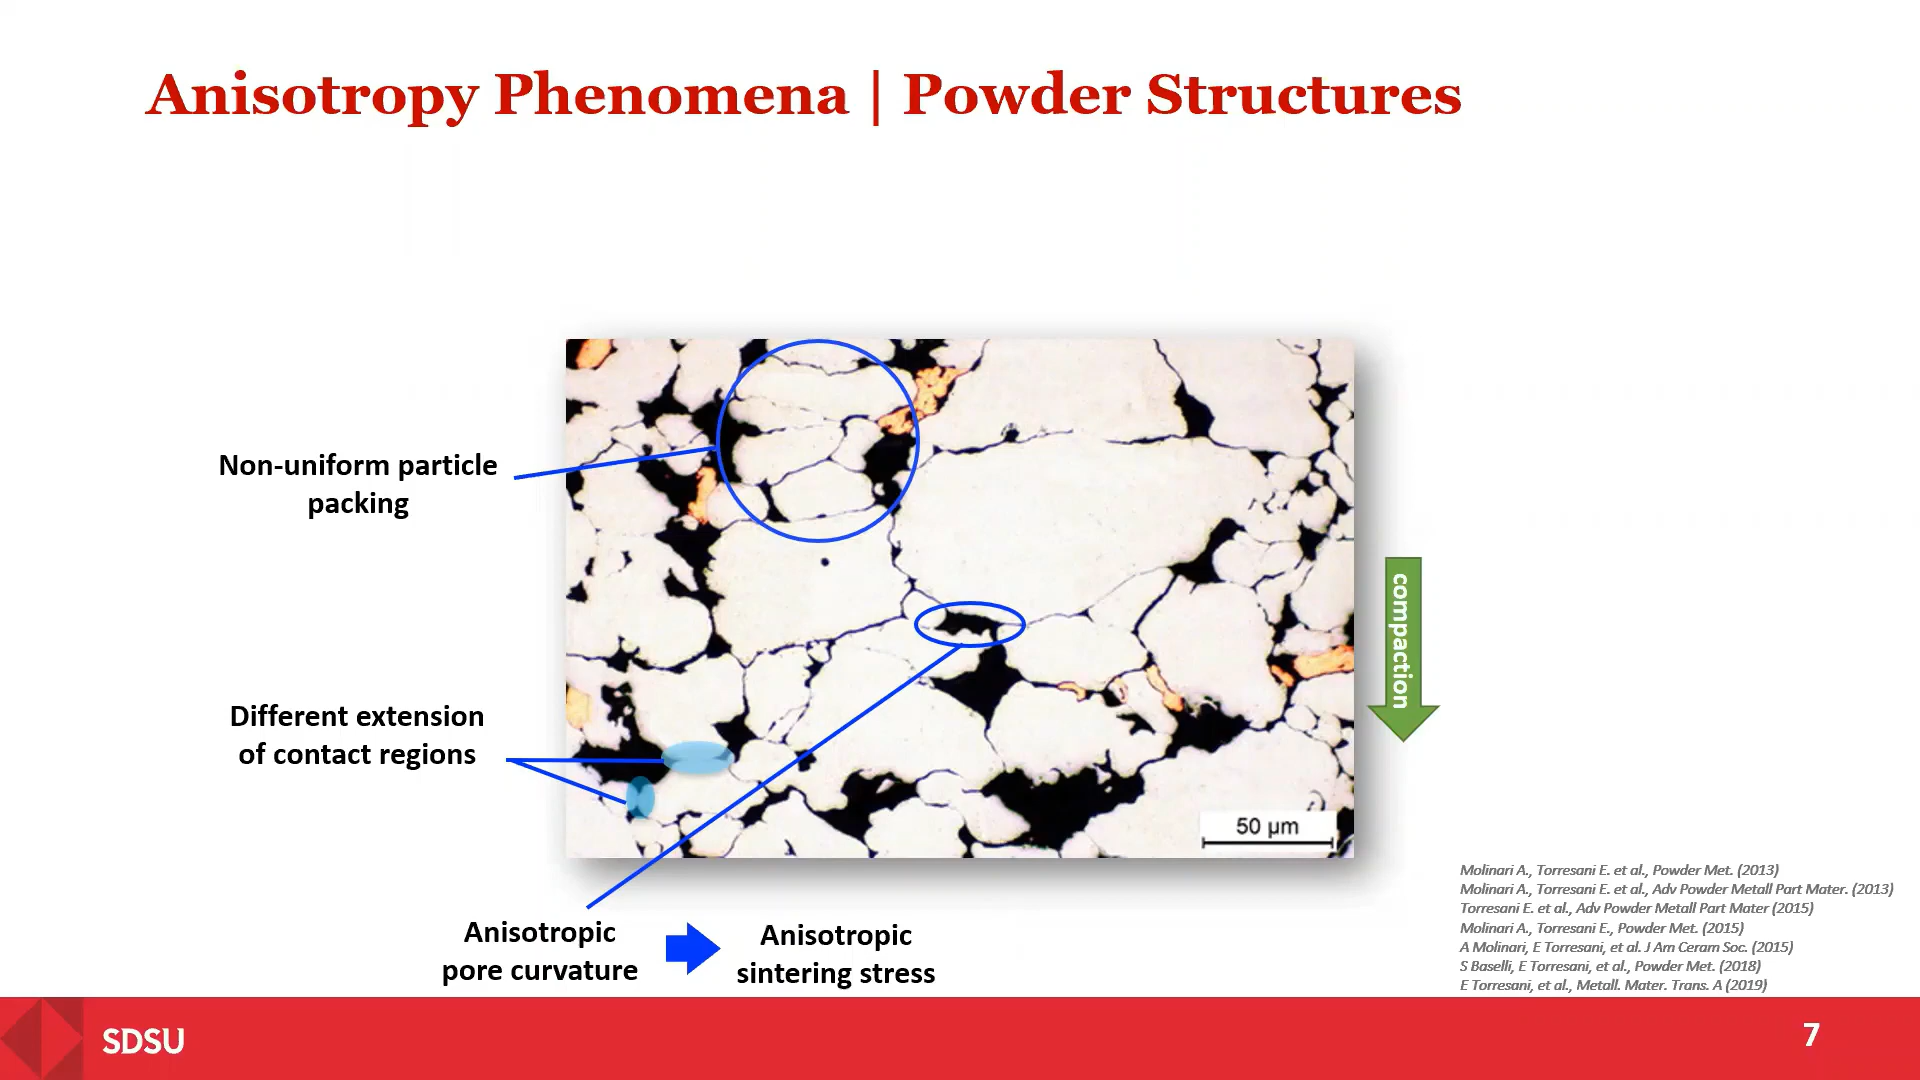 Anisotropy Phenomena | Powder Structures
Non-uniform particle
packing
Different extension
of contact regions
compaction
50 µm
Anisotropic
pore curvature
Anisotropic
sintering stress
Molinari A., Torresani E. et al., Powder Met. (2013)
Molinari A., Torresani E. et al., Adv Powder Metall Part Mater. (2013)
Torresani E. et al., Adv Powder Metall Part Mater (2015)
Molinari A., Torresani E., Powder Met. (2015)
A Molinari, E Torresani, et al. J Am Ceram Soc. (2015)
S Baselli, E Torresani, et al., Powder Met. (2018)
E Torresani, et al., Metall. Mater. Trans. A (2019)
SDSU
7